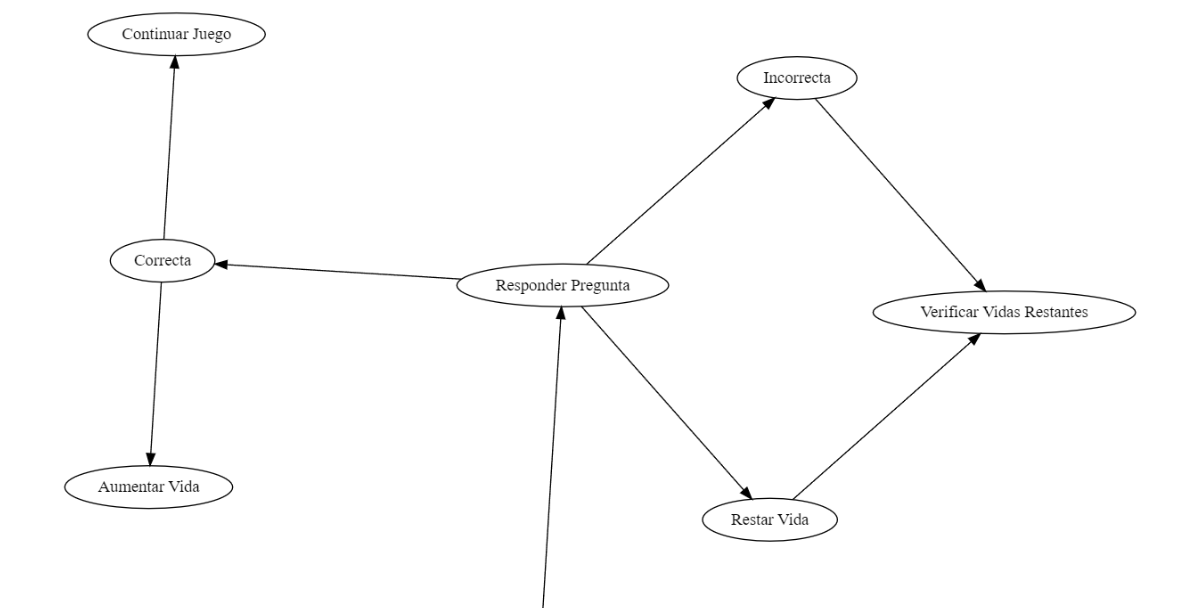 Continuar Juego
Incorrecta
Correcta
Responder Pregunta
Verificar Vidas Restantes
Aumentar Vida
Restar Vida